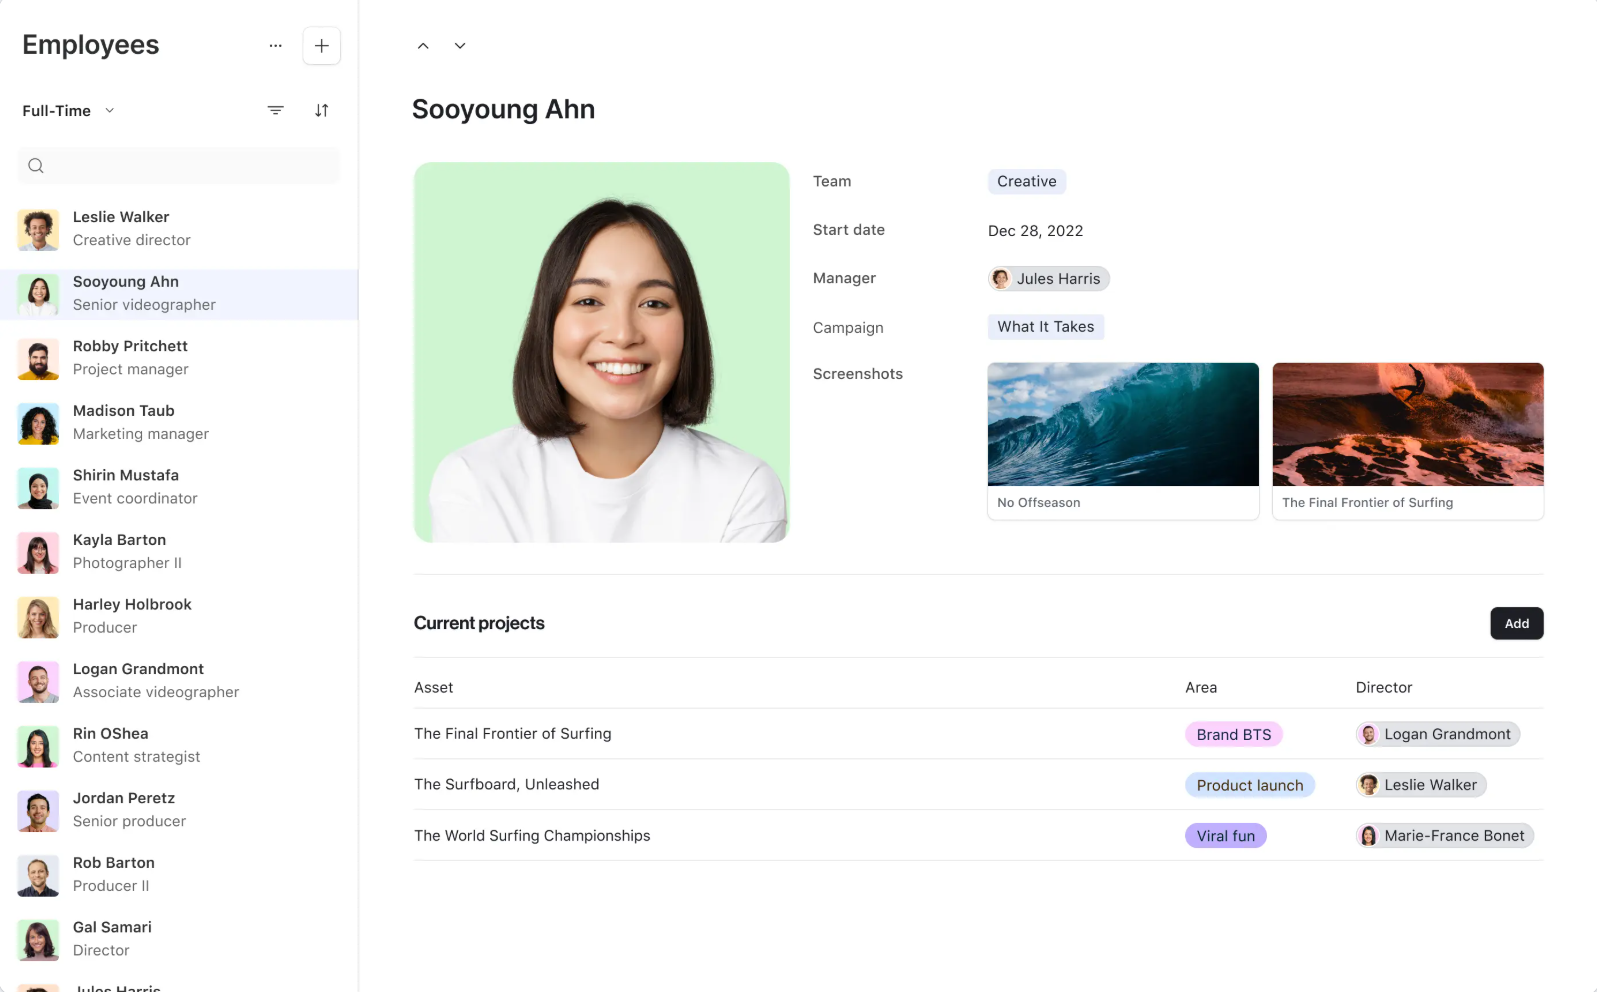 Employees
Full-Time
Leslie Walker
Creative director
Sooyoung Ahn
Senior videographer
Robby Pritchett
Project manager
Madison Taub
Marketing manager
Shirin Mustafa
Event coordinator
Kayla Barton
Photographer II
Harley Holbrook
Producer
Logan Grandmont
Associate videographer
Rin OShea
Content strategist
Jordan Peretz
Senior producer
Rob Barton
Producer II
Gal Samari
Director
Jules Harris
Sooyoung Ahn
Team Creative
Start date Dec 28, 2022
Manager Jules Harris
Campaign What It Takes
Screenshots
No Offseason The Final Frontier of Surfing
Current projects Add
Asset Area Director
The Final Frontier of Surfing Brand BTS Logan Grandmont
The Surfboard, Unleashed Product launch Leslie Walker
The World Surfing Championships Viral fun Marie-France Bonet